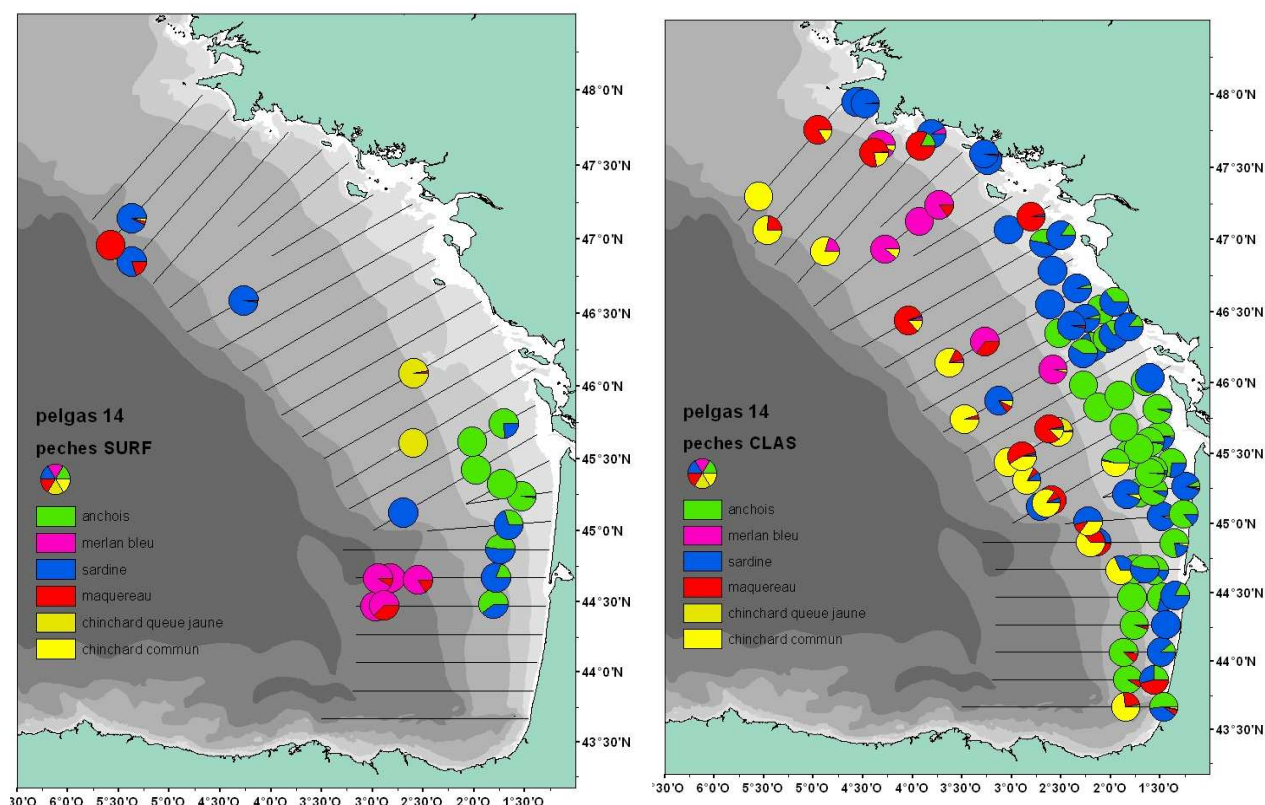 pelgas 14
peches SURF
anchois
merlan bleu
sardine
maquereau
chinchard queue jaune
chinchard commun
48°0'N
47°30'N
47°0'N
46°30'N
46°0'N
45°30'N
45°0'N
44°30'N
44°0'N
43°30'N
30'O 6°0'O 5°30'O 5°0'O 4°30'O 4°0'O 3°30'O 3°0'O 2°30'O 2°0'O 1°30'O
pelgas 14
peches CLAS
anchois
merlan bleu
sardine
maquereau
chinchard queue jaune
chinchard commun
48°0'N
47°30'N
47°0'N
46°30'N
46°0'N
45°30'N
45°0'N
44°30'N
44°0'N
43°30'N
°30'O 6°0'O 5°30'O 5°0'O 4°30'O 4°0'O 3°30'O 3°0'O 2°30'O 2°0'O 1°30'O